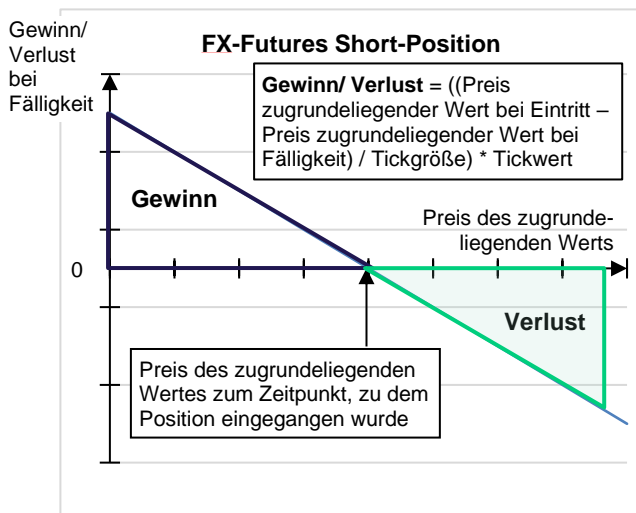 Gewinn/
Verlust
bei
Fälligkeit
FX-Futures Short-Position
Gewinn/ Verlust = ((Preis
zugrundeliegender Wert bei Eintritt –
Preis zugrundeliegender Wert bei
Fälligkeit) / Tickgröße) * Tickwert
Gewinn
Preis des zugrunde-
liegenden Werts
0
Verlust
Preis des zugrundeliegenden
Wertes zum Zeitpunkt, zu dem
Position eingegangen wurde